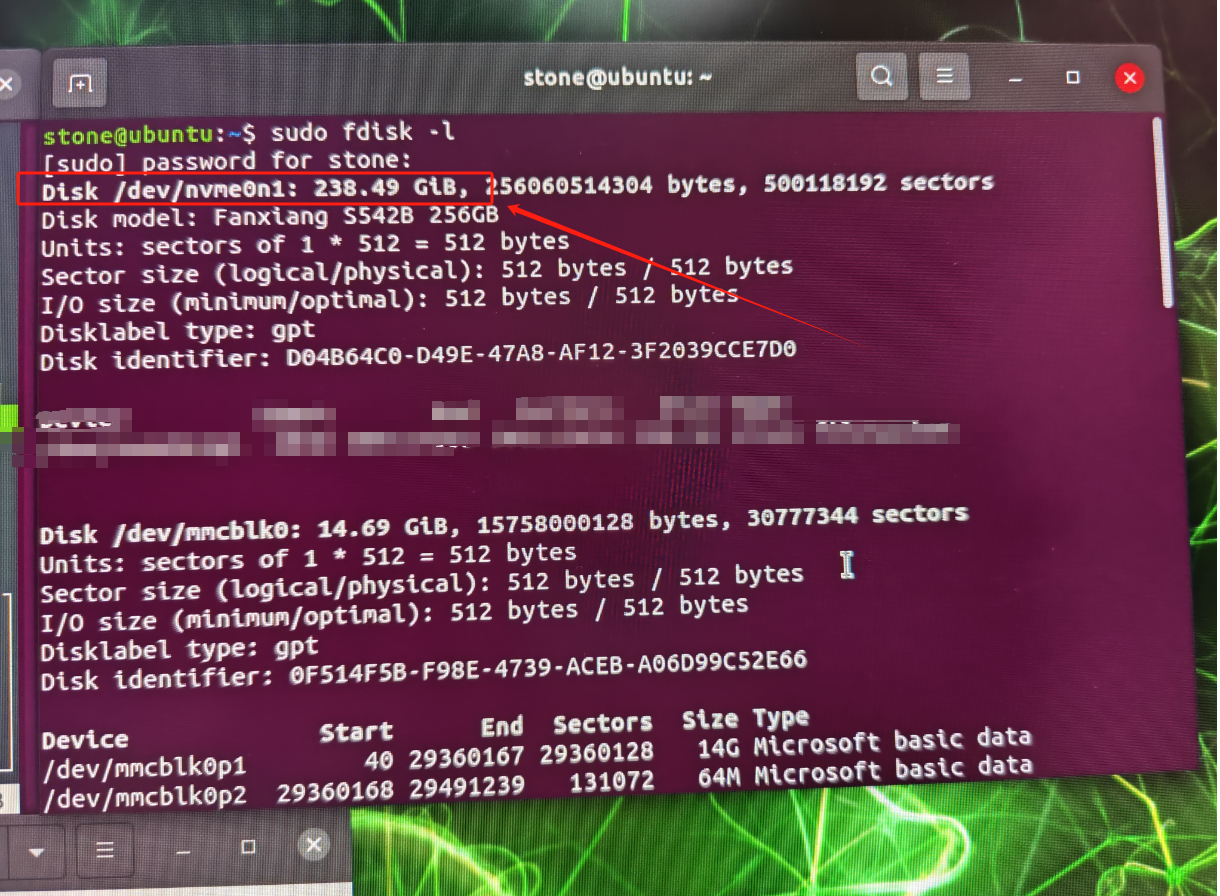 stone@ubuntu: ~
stone@ubuntu:~$ sudo fdisk -l
[sudo] password for stone:
Disk /dev/nvme0n1: 238.49 GiB, 256060514304 bytes, 500118192 sectors
Disk model: Fanxiang S542B 256GB
Units: sectors of 1 * 512 = 512 bytes
Sector size (logical/physical): 512 bytes / 512 bytes
I/O size (minimum/optimal): 512 bytes / 512 bytes
Disklabel type: gpt
Disk identifier: D04B64C0-D49E-47A8-AF12-3F2039CCE7D0
Disk /dev/mmcblk0: 14.69 GiB, 15758000128 bytes, 30777344 sectors
Units: sectors of 1 * 512 = 512 bytes
Sector size (logical/physical): 512 bytes / 512 bytes
I/O size (minimum/optimal): 512 bytes / 512 bytes
Disklabel type: gpt
Disk identifier: 0F514F5B-F98E-4739-ACEB-A06D99C52E66
Device Start End Sectors Size Type
/dev/mmcblk0p1 40 29360167 29360128 14G Microsoft basic data
/dev/mmcblk0p2 29360168 29491239 131072 64M Microsoft basic data